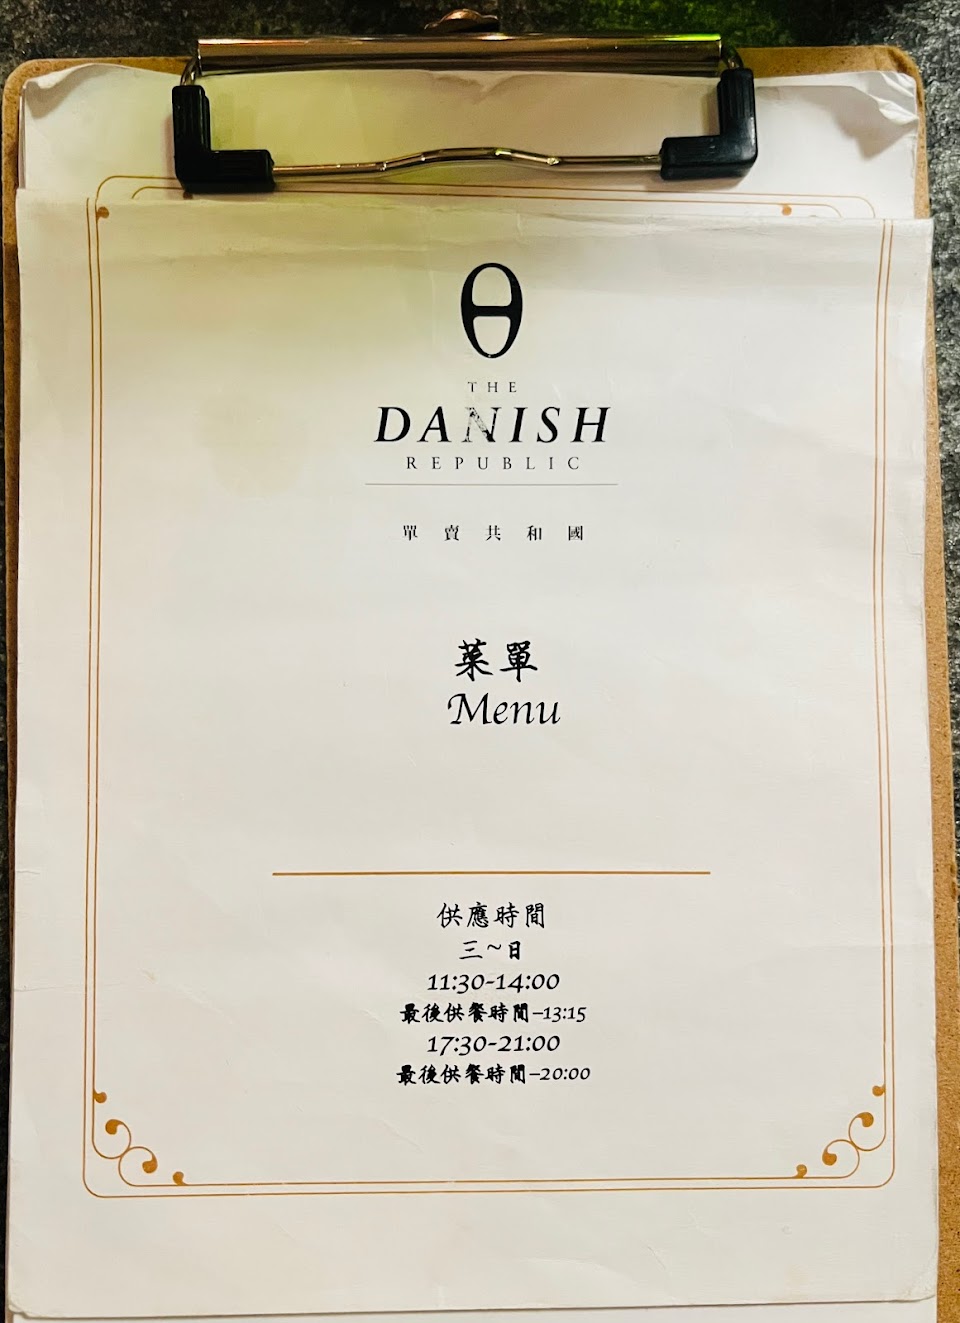 THE
DANISH
REPUBLIC
單賣共和國
菜單
Menu
供應時間
三~日
11:30-14:00
最後供餐時間-13:15
17:30-21:00
最後供餐時間-20:00